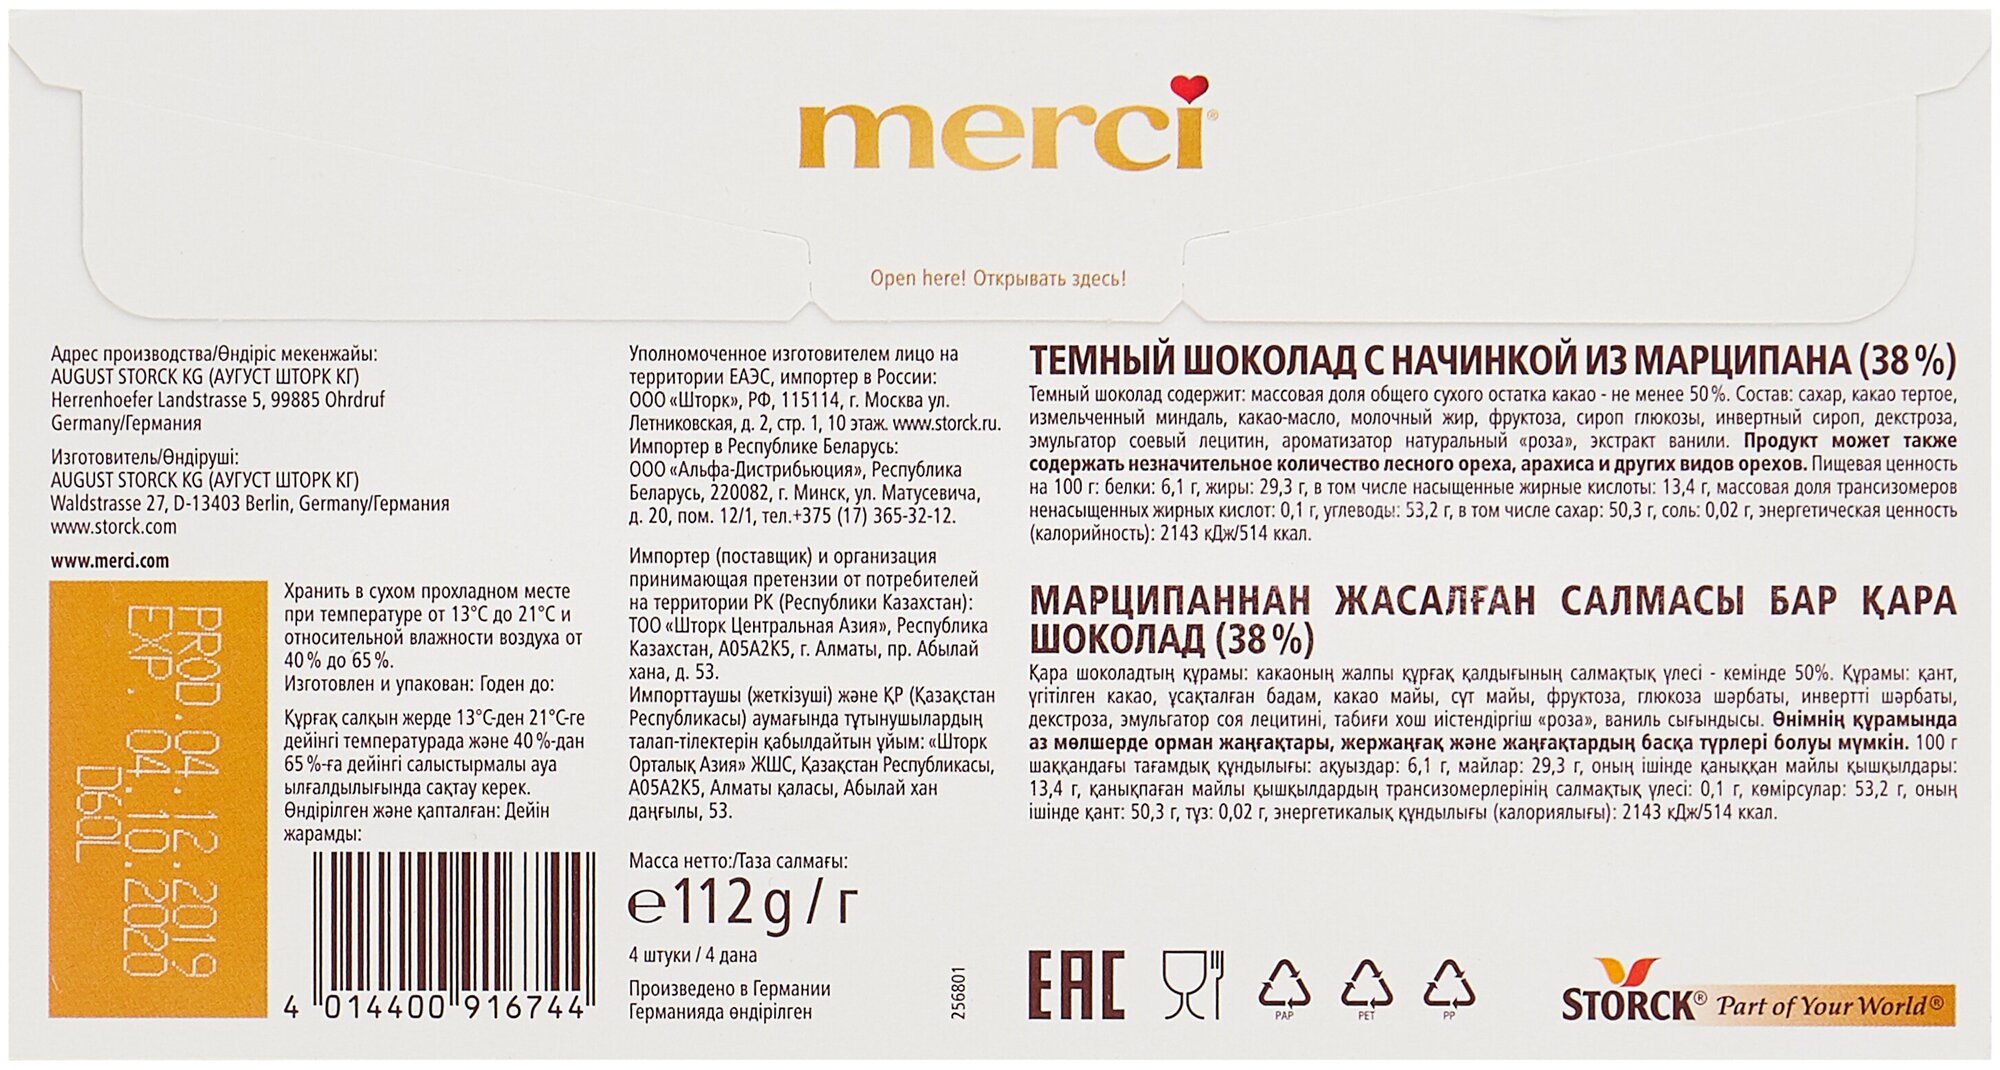 merci®
Open here! Открывать здесь!
Адрес производства/Өндіріс мекенжайы:
AUGUST STORCK KG (АУГУСТ ШТОРК КГ)
Herrenhoefer Landstrasse 5, 99885 Ohrdruf
Germany/Германия
Изготовитель/Өндіруші:
AUGUST STORCK KG (АУГУСТ ШТОРК КГ)
Waldstrasse 27, D-13403 Berlin, Germany/Германия
www.storck.com
www.merci.com
PROD. 04.12.2019
EXP. 04.10.2020
D60L
Хранить в сухом прохладном месте
при температуре от 13°C до 21°C и
относительной влажности воздуха от
40 % до 65 %.
Изготовлен и упакован: Годен до:
Құрғақ салқын жерде 13°C-ден 21°C-ге
дейінгі температурада және 40 %-дан
65 %-ға дейінгі салыстырмалы ауа
ылғалдылығында сақтау керек.
Өндірілген және қапталған: Дейін
жарамды:
4 014400 916744
Уполномоченное изготовителем лицо на
территории ЕАЭС, импортер в России:
ООО «Шторк», РФ, 115114, г. Москва ул.
Летниковская, д. 2, стр. 1, 10 этаж. www.storck.ru.
Импортер в Республике Беларусь:
ООО «Альфа-Дистрибьюция», Республика
Беларусь, 220082, г. Минск, ул. Матусевича,
д. 20, пом. 12/1, тел.+375 (17) 365-32-12.
Импортер (поставщик) и организация
принимающая претензии от потребителей
на территории РК (Республики Казахстан):
ТОО «Шторк Центральная Азия», Республика
Казахстан, А05А2К5, г. Алматы, пр. Абылай
хана, д. 53.
Импорттаушы (жеткізуші) және ҚР (Қазақстан
Республикасы) аумағында тұтынушылардың
талап-тілектерін қабылдайтын ұйым: «Шторк
Орталық Азия» ЖШС, Қазақстан Республикасы,
А05А2К5, Алматы қаласы, Абылай хан
даңғылы, 53.
Масса нетто:/Таза салмағы:
℮112 g / г
4 штуки / 4 дана
Произведено в Германии
Германияда өндірілген
256801
ТЕМНЫЙ ШОКОЛАД С НАЧИНКОЙ ИЗ МАРЦИПАНА (38 %)
Темный шоколад содержит: массовая доля общего сухого остатка какао - не менее 50 %. Состав: сахар, какао тертое,
измельченный миндаль, какао-масло, молочный жир, фруктоза, сироп глюкозы, инвертный сироп, декстроза,
эмульгатор соевый лецитин, ароматизатор натуральный «роза», экстракт ванили. Продукт может также
содержать незначительное количество лесного ореха, арахиса и других видов орехов. Пищевая ценность
на 100 г: белки: 6,1 г, жиры: 29,3 г, в том числе насыщенные жирные кислоты: 13,4 г, массовая доля трансизомеров
ненасыщенных жирных кислот: 0,1 г, углеводы: 53,2 г, в том числе сахар: 50,3 г, соль: 0,02 г, энергетическая ценность
(калорийность): 2143 кДж/514 ккал.
МАРЦИПАННАН ЖАСАЛҒАН САЛМАСЫ БАР ҚАРА
ШОКОЛАД (38 %)
Қара шоколадтың құрамы: какаоның жалпы құрғақ қалдығының салмақтық үлесі - кемінде 50%. Құрамы: қант,
үгітілген какао, ұсақталған бадам, какао майы, сүт майы, фруктоза, глюкоза шәрбаты, инвертті шәрбаты,
декстроза, эмульгатор соя лецитині, табиғи хош иістендіргіш «роза», ваниль сығындысы. Өнімнің құрамында
аз мөлшерде орман жаңғақтары, жержаңғақ және жаңғақтардың басқа түрлері болуы мүмкін. 100 г
шаққандағы тағамдық құндылығы: ақуыздар: 6,1 г, майлар: 29,3 г, оның ішінде қаныққан майлы қышқылдары:
13,4 г, қанықпаған майлы қышқылдардың трансизомерлерінің салмақтық үлесі: 0,1 г, көмірсулар: 53,2 г, оның
ішінде қант: 50,3 г, тұз: 0,02 г, энергетикалық құндылығы (калориялығы): 2143 кДж/514 ккал.
EAC
PAP
PET
PP
STORCK® Part of Your World®